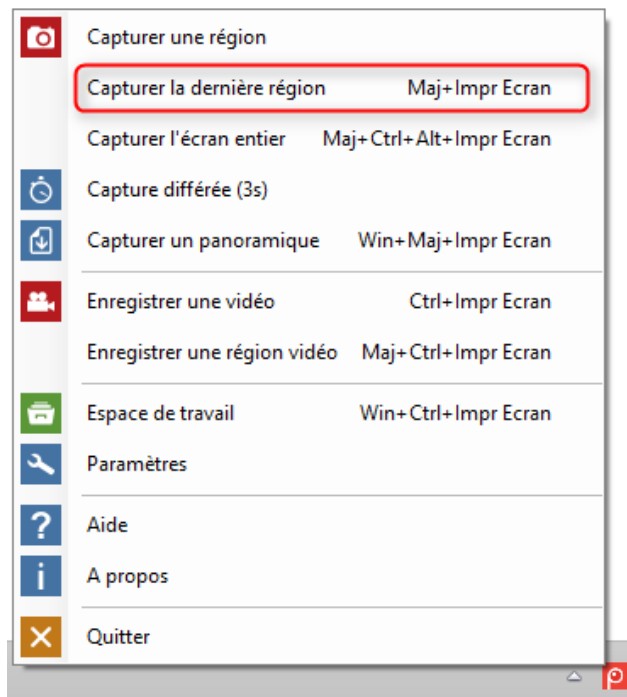 Capturer une région
Capturer la dernière région Maj+Impr Ecran
Capturer l'écran entier Maj+Ctrl+Alt+Impr Ecran
Capture différée (3s)
Capturer un panoramique Win+Maj+Impr Ecran
Enregistrer une vidéo Ctrl+Impr Ecran
Enregistrer une région vidéo Maj+Ctrl+Impr Ecran
Espace de travail Win+Ctrl+Impr Ecran
Paramètres
Aide
A propos
Quitter